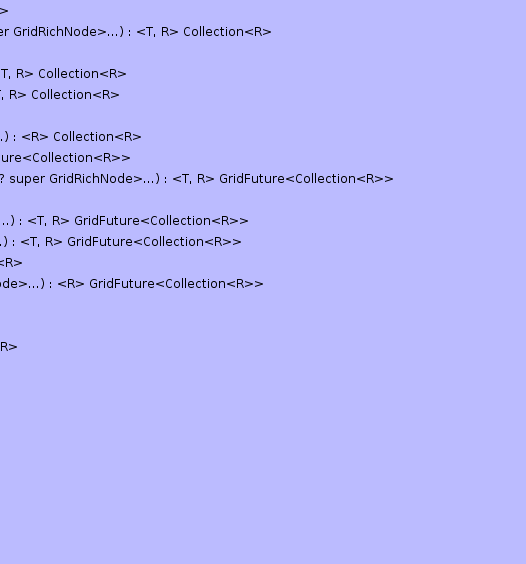 >
er GridRichNode>...) : <T, R> Collection<R>
T, R> Collection<R>
, R> Collection<R>
.) : <R> Collection<R>
ure<Collection<R>>
? super GridRichNode>...) : <T, R> GridFuture<Collection<R>>
..) : <T, R> GridFuture<Collection<R>>
.) : <T, R> GridFuture<Collection<R>>
<R>
ode>...) : <R> GridFuture<Collection<R>>
R>